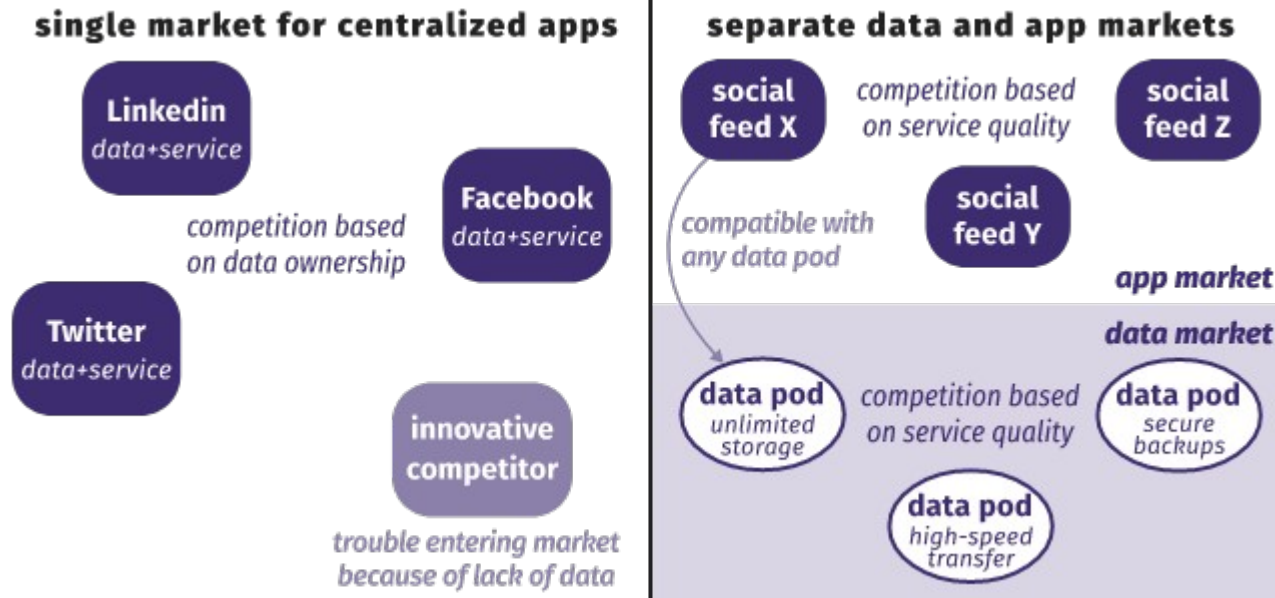 single market for centralized apps
Linkedin
data+service
Facebook
data+service
competition based
on data ownership
Twitter
data+service
innovative
competitor
trouble entering market
because of lack of data
separate data and app markets
social
feed X
competition based
on service quality
social
feed Z
social
feed Y
compatible with
any data pod
app market
data market
data pod
unlimited
storage
competition based
on service quality
data pod
secure
backups
data pod
high-speed
transfer